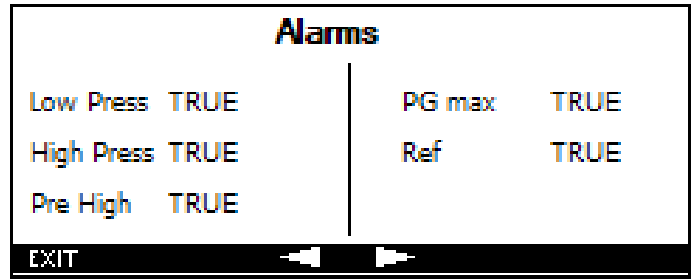 Alarms
Low Press TRUE
High Press TRUE
Pre High TRUE
PG max TRUE
Ref TRUE
EXIT